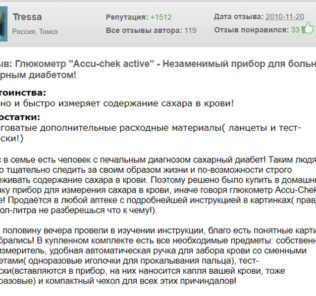 Tressa
Россия, Томск
Репутация: +1512
Все отзывы автора: 119
Дата отзыва:
2010-11-20
Отзыв понравился: 33
ыв: Глюкометр "Accu-chek active" - Незаменимый прибор для больн
арным диабетом!
тоинства:
но и быстро измеряет содержание сахара в крови!
остатки:
оговатые дополнительные расходные материалы( ланцеты и тест-
ески!)
с в семье есть человек с печальным диагнозом сахарный диабет! Таким людя
о тщательно следить за своим образом жизни и по-возможности строго
еживать содержание сахара в крови. Поэтому решено было купить в домашн
чку прибор для измерения сахара в крови, иначе говоря глюкометр Accu-Chek
e! Продаётся в любой аптеке с подробнейшей инструкцией в картинках( прав
оп-литра не разберешься что к чему!).
половину вечера провели в изучении инструкции, благо есть понятные карти
брались! В купленном комплекте есть все необходимые предметы: собствен
измеритель, удобная автоматическая ручка для забора крови со сменными
етами( одноразовые иголочки для прокалывания пальца), тест-
ски(вставляются в прибор, на них наносится капля вашей крови, тоже
разовые) и компактный чехол для всех этих причиндалов!